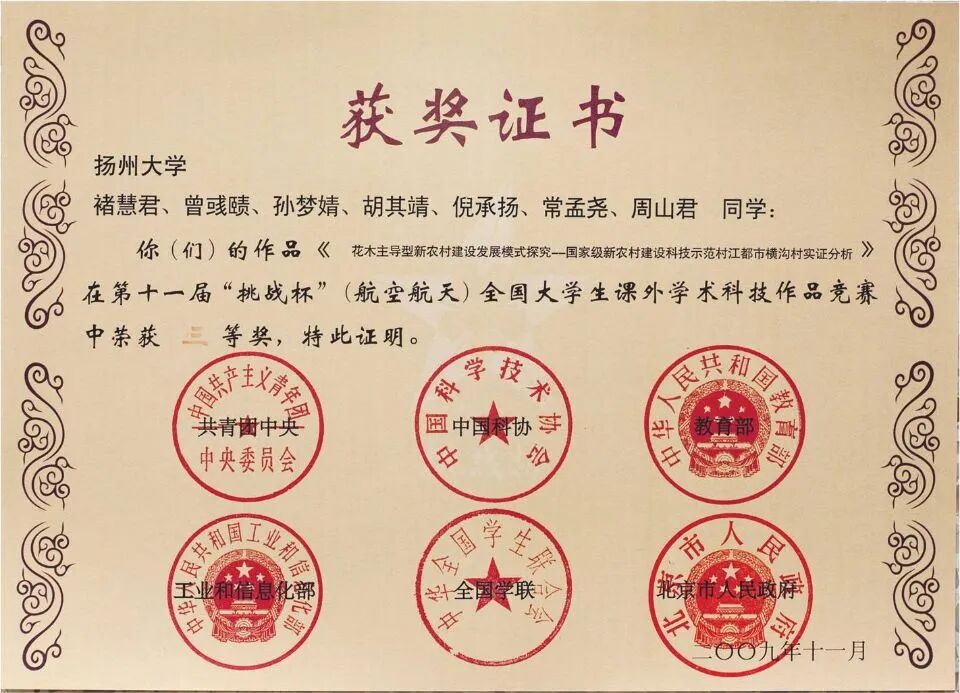 获奖证书
扬州大学
褚慧君、曾彧赜、孙梦婧、胡其靖、倪承扬、常孟尧、周山君 同学：
你（们）的作品《 花木主导型新农村建设发展模式探究--国家级新农村建设科技示范村江都市横沟村实证分析 》
在第十一届“挑战杯”（航空航天）全国大学生课外学术科技作品竞赛
中荣获 三 等奖，特此证明。
中国共产主义青年团
共青团中央
中央委员会
中国科学技术协会
中国科协
中华人民共和国教育部
教育部
中华人民共和国工业和信息化部
工业和信息化部
中华全国学生联合会
全国学联
北京市人民政府
北京市人民政府
二〇〇九年十一月